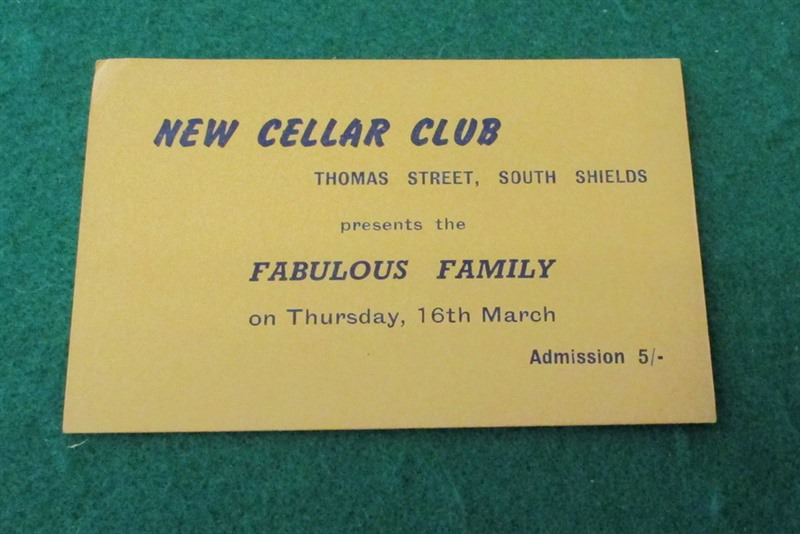 NEW CELLAR CLUB
THOMAS STREET, SOUTH SHIELDS
presents the
FABULOUS FAMILY
on Thursday, 16th March
Admission 5/-